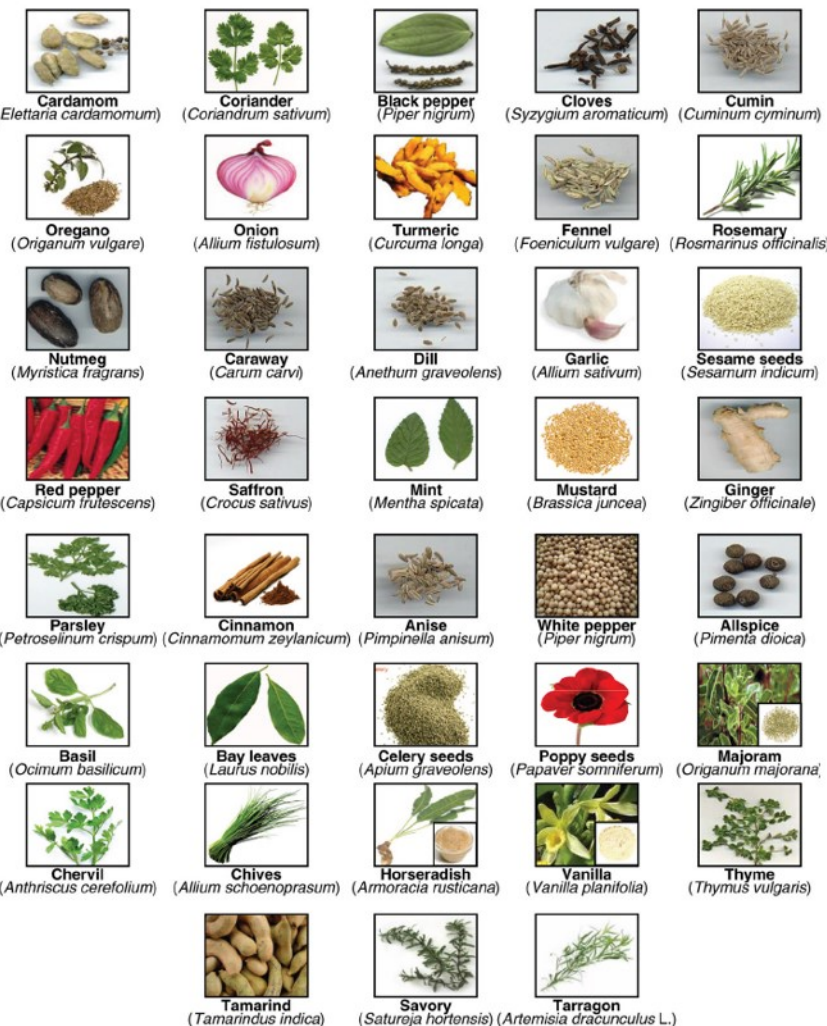 Cardamom
Elettaria cardamomum)
Coriander
(Coriandrum sativum)
Black pepper
(Piper nigrum)
Cloves
(Syzygium aromaticum)
Cumin
(Cuminum cyminum)
Oregano
(Origanum vulgare)
Onion
(Allium fistulosum)
Turmeric
(Curcuma longa)
Fennel
(Foeniculum vulgare)
Rosemary
(Rosmarinus officinalis)
Nutmeg
(Myristica fragrans)
Caraway
(Carum carvi)
Dill
(Anethum graveolens)
Garlic
(Allium sativum)
Sesame seeds
(Sesamum indicum)
Red pepper
(Capsicum frutescens)
Saffron
(Crocus sativus)
Mint
(Mentha spicata)
Mustard
(Brassica juncea)
Ginger
(Zingiber officinale)
Parsley
(Petroselinum crispum)
Cinnamon
(Cinnamomum zeylanicum)
Anise
(Pimpinella anisum)
White pepper
(Piper nigrum)
Allspice
(Pimenta dioica)
Basil
(Ocimum basilicum)
Bay leaves
(Laurus nobilis)
Celery seeds
(Apium graveolens)
Poppy seeds
(Papaver somniferum)
Majoram
(Origanum majorana)
Chervil
(Anthriscus cerefolium)
Chives
(Allium schoenoprasum)
Horseradish
(Armoracia rusticana)
Vanilla
(Vanilla planifolia)
Thyme
(Thymus vulgaris)
Tamarind
(Tamarindus indica)
Savory
(Satureja hortensis)
Tarragon
(Artemisia dracunculus L.)